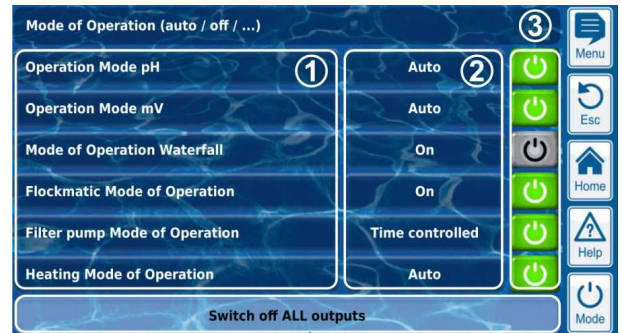 Mode of Operation (auto / off / ...)
3
Menu
Operation Mode pH
1
Auto
2
Operation Mode mV
Auto
Esc
Mode of Operation Waterfall
On
Home
Flockmatic Mode of Operation
On
Filter pump Mode of Operation
Time controlled
Help
Heating Mode of Operation
Auto
Switch off ALL outputs
Mode